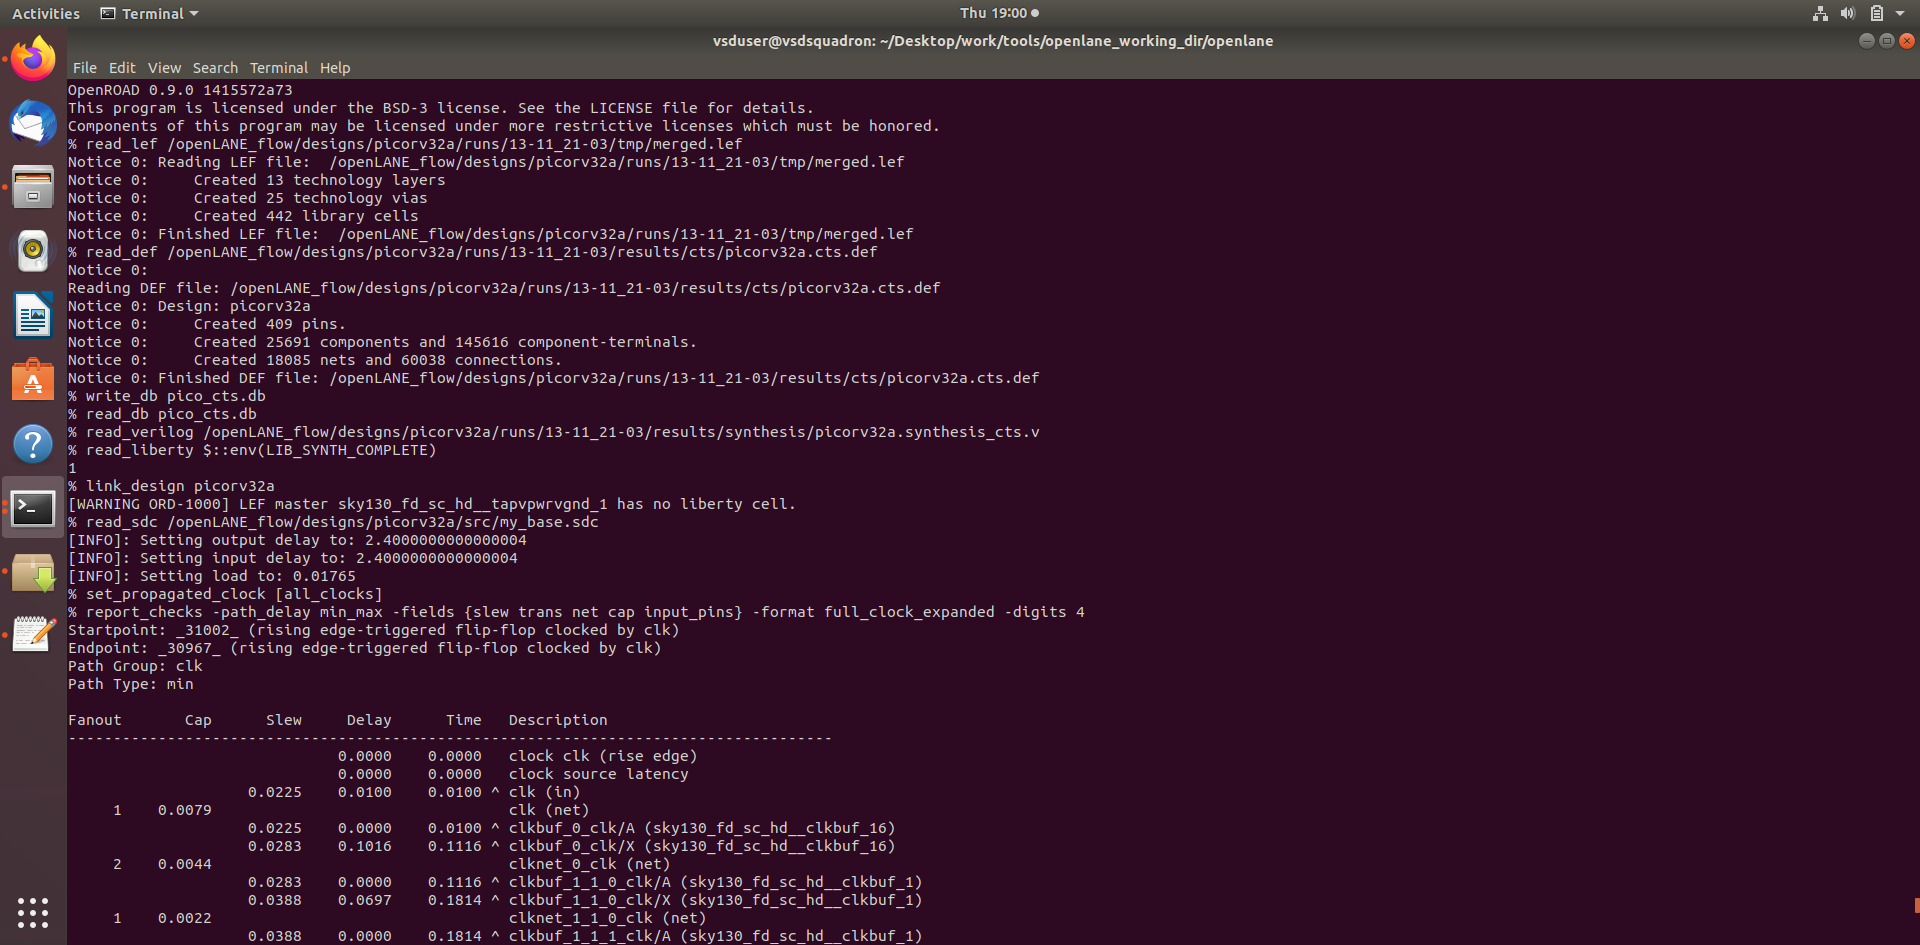 Activities Terminal Thu 19:00
vsduser@vsdsquadron: ~/Desktop/work/tools/openlane_working_dir/openlane
File Edit View Search Terminal Help
OpenROAD 0.9.0 1415572a73
This program is licensed under the BSD-3 license. See the LICENSE file for details.
Components of this program may be licensed under more restrictive licenses which must be honored.
% read_lef /openLANE_flow/designs/picorv32a/runs/13-11_21-03/tmp/merged.lef
Notice 0: Reading LEF file:  /openLANE_flow/designs/picorv32a/runs/13-11_21-03/tmp/merged.lef
Notice 0:     Created 13 technology layers
Notice 0:     Created 25 technology vias
Notice 0:     Created 442 library cells
Notice 0: Finished LEF file:  /openLANE_flow/designs/picorv32a/runs/13-11_21-03/tmp/merged.lef
% read_def /openLANE_flow/designs/picorv32a/runs/13-11_21-03/results/cts/picorv32a.cts.def
Notice 0:
Reading DEF file: /openLANE_flow/designs/picorv32a/runs/13-11_21-03/results/cts/picorv32a.cts.def
Notice 0: Design: picorv32a
Notice 0:     Created 409 pins.
Notice 0:     Created 25691 components and 145616 component-terminals.
Notice 0:     Created 18085 nets and 60038 connections.
Notice 0: Finished DEF file: /openLANE_flow/designs/picorv32a/runs/13-11_21-03/results/cts/picorv32a.cts.def
% write_db pico_cts.db
% read_db pico_cts.db
% read_verilog /openLANE_flow/designs/picorv32a/runs/13-11_21-03/results/synthesis/picorv32a.synthesis_cts.v
% read_liberty $::env(LIB_SYNTH_COMPLETE)
1
% link_design picorv32a
[WARNING ORD-1000] LEF master sky130_fd_sc_hd__tapvpwrvgnd_1 has no liberty cell.
% read_sdc /openLANE_flow/designs/picorv32a/src/my_base.sdc
[INFO]: Setting output delay to: 2.4000000000000004
[INFO]: Setting input delay to: 2.4000000000000004
[INFO]: Setting load to: 0.01765
% set_propagated_clock [all_clocks]
% report_checks -path_delay min_max -fields {slew trans net cap input_pins} -format full_clock_expanded -digits 4
Startpoint: _31002_ (rising edge-triggered flip-flop clocked by clk)
Endpoint: _30967_ (rising edge-triggered flip-flop clocked by clk)
Path Group: clk
Path Type: min
Fanout       Cap      Slew     Delay      Time   Description
-------------------------------------------------------------------------------------
0.0000    0.0000   clock clk (rise edge)
0.0000    0.0000   clock source latency
0.0225    0.0100    0.0100 ^ clk (in)
1    0.0079    clk (net)
0.0225    0.0000    0.0100 ^ clkbuf_0_clk/A (sky130_fd_sc_hd__clkbuf_16)
0.0283    0.1016    0.1116 ^ clkbuf_0_clk/X (sky130_fd_sc_hd__clkbuf_16)
2    0.0044    clknet_0_clk (net)
0.0283    0.0000    0.1116 ^ clkbuf_1_1_0_clk/A (sky130_fd_sc_hd__clkbuf_1)
0.0388    0.0697    0.1814 ^ clkbuf_1_1_0_clk/X (sky130_fd_sc_hd__clkbuf_1)
1    0.0022    clknet_1_1_0_clk (net)
0.0388    0.0000    0.1814 ^ clkbuf_1_1_1_clk/A (sky130_fd_sc_hd__clkbuf_1)